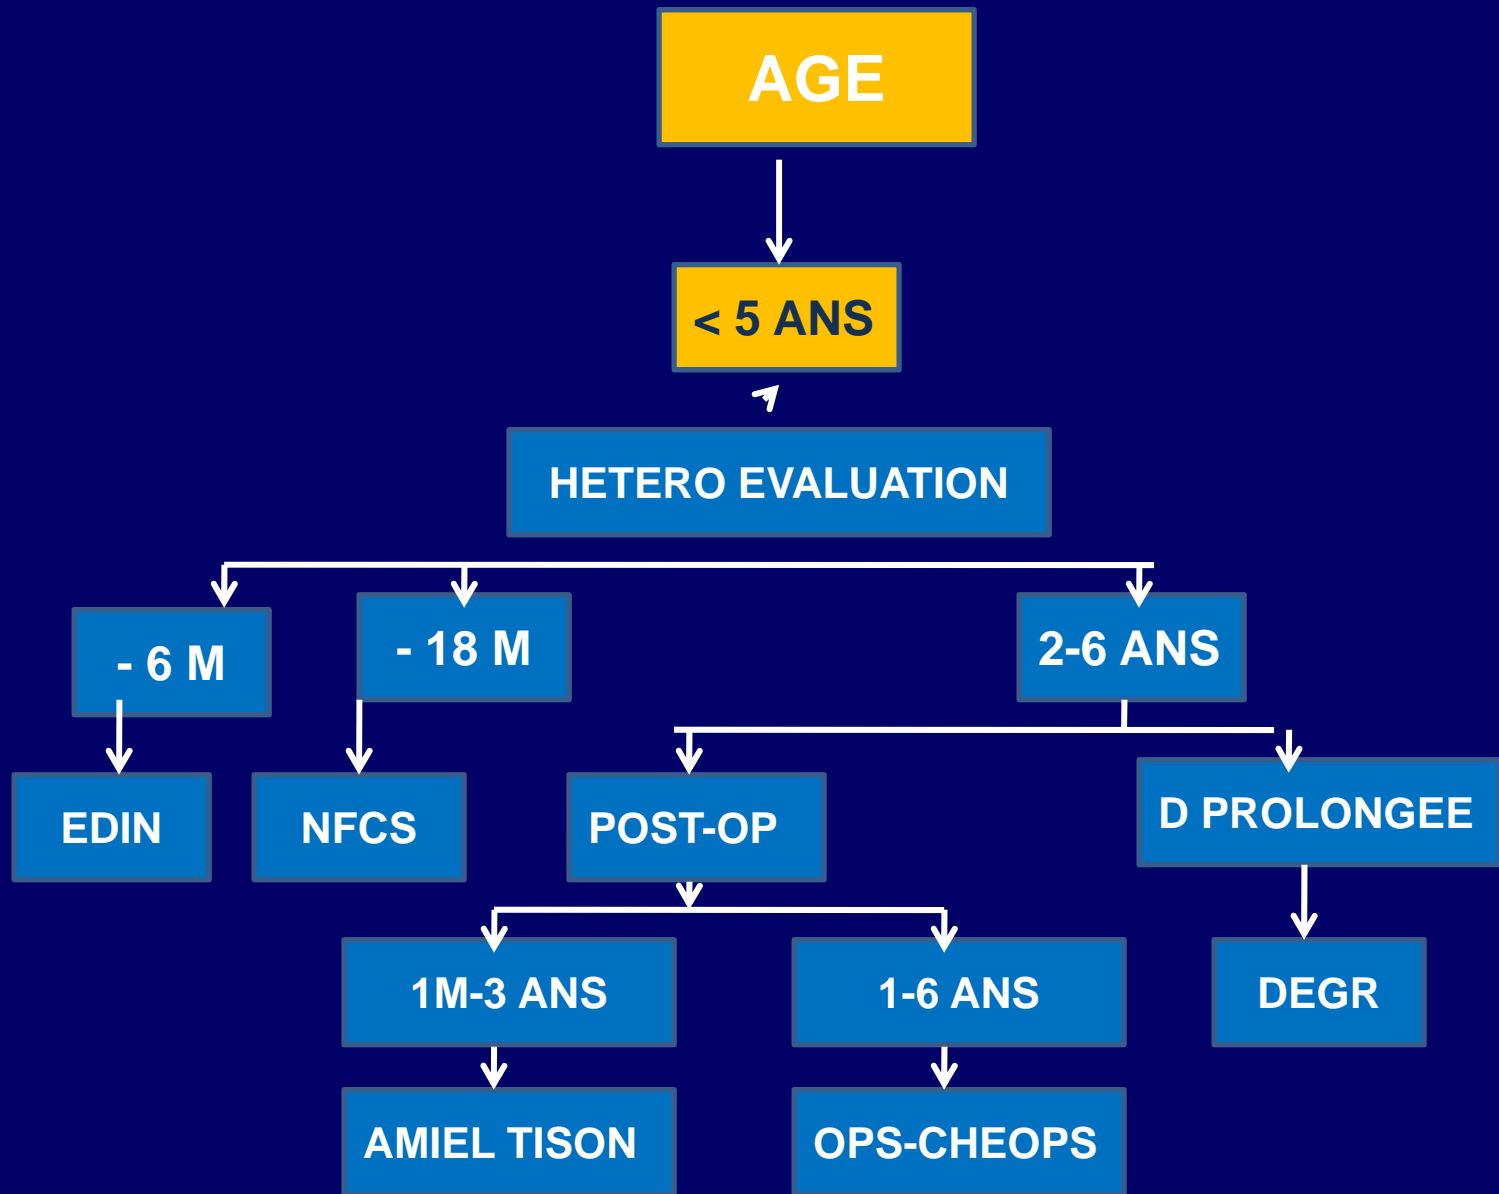 AGE
< 5 ANS
HETERO EVALUATION
- 6 M
- 18 M
2-6 ANS
EDIN
NFCS
POST-OP
D PROLONGEE
1M-3 ANS
1-6 ANS
DEGR
AMIEL TISON
OPS-CHEOPS